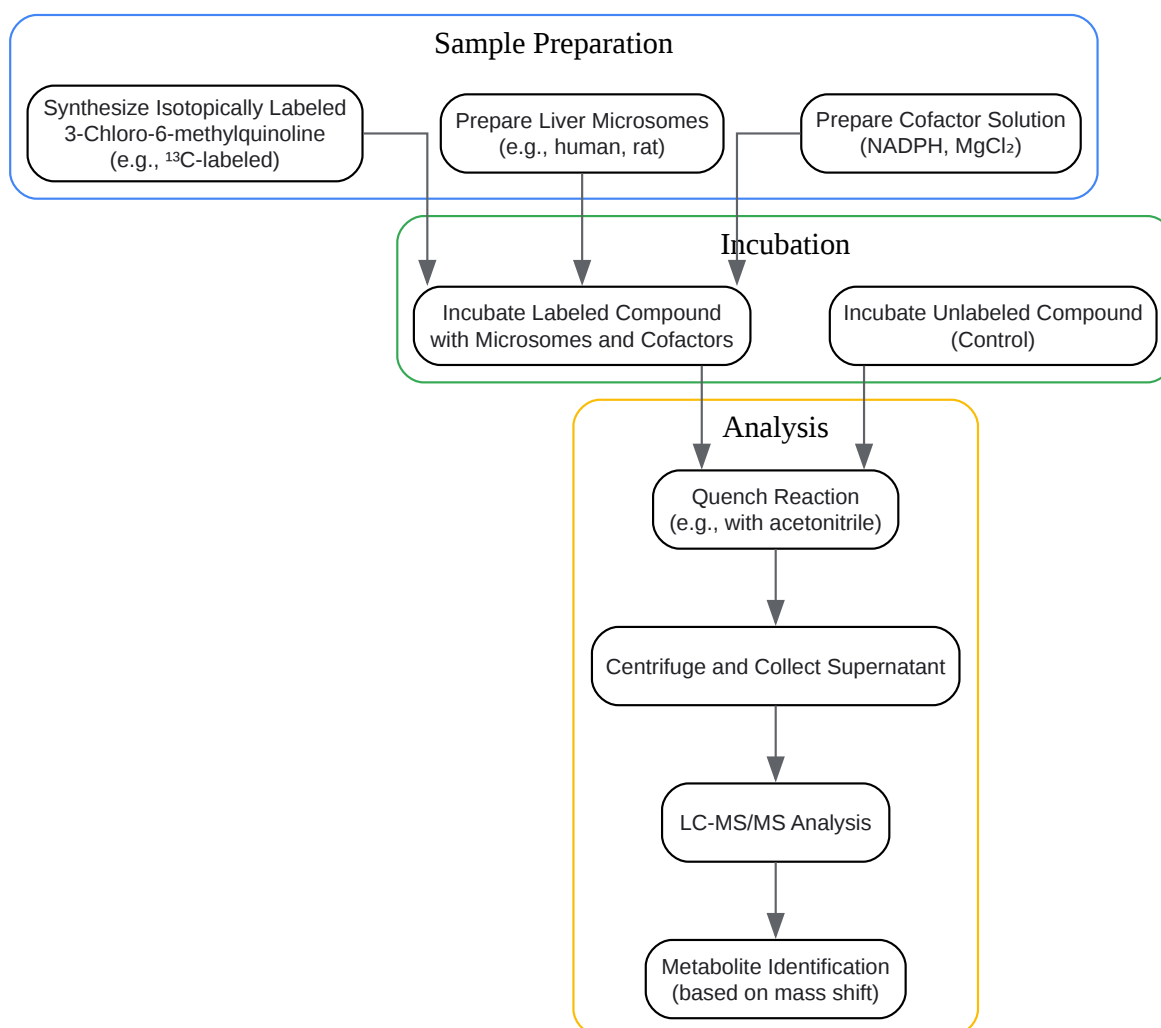 Sample Preparation
Synthesize Isotopically Labeled
3-Chloro-6-methylquinoline
(e.g., ¹³C-labeled)
Prepare Liver Microsomes
(e.g., human, rat)
Prepare Cofactor Solution
(NADPH, MgCl₂)
Incubation
Incubate Labeled Compound
with Microsomes and Cofactors
Incubate Unlabeled Compound
(Control)
Analysis
Quench Reaction
(e.g., with acetonitrile)
Centrifuge and Collect Supernatant
LC-MS/MS Analysis
Metabolite Identification
(based on mass shift)